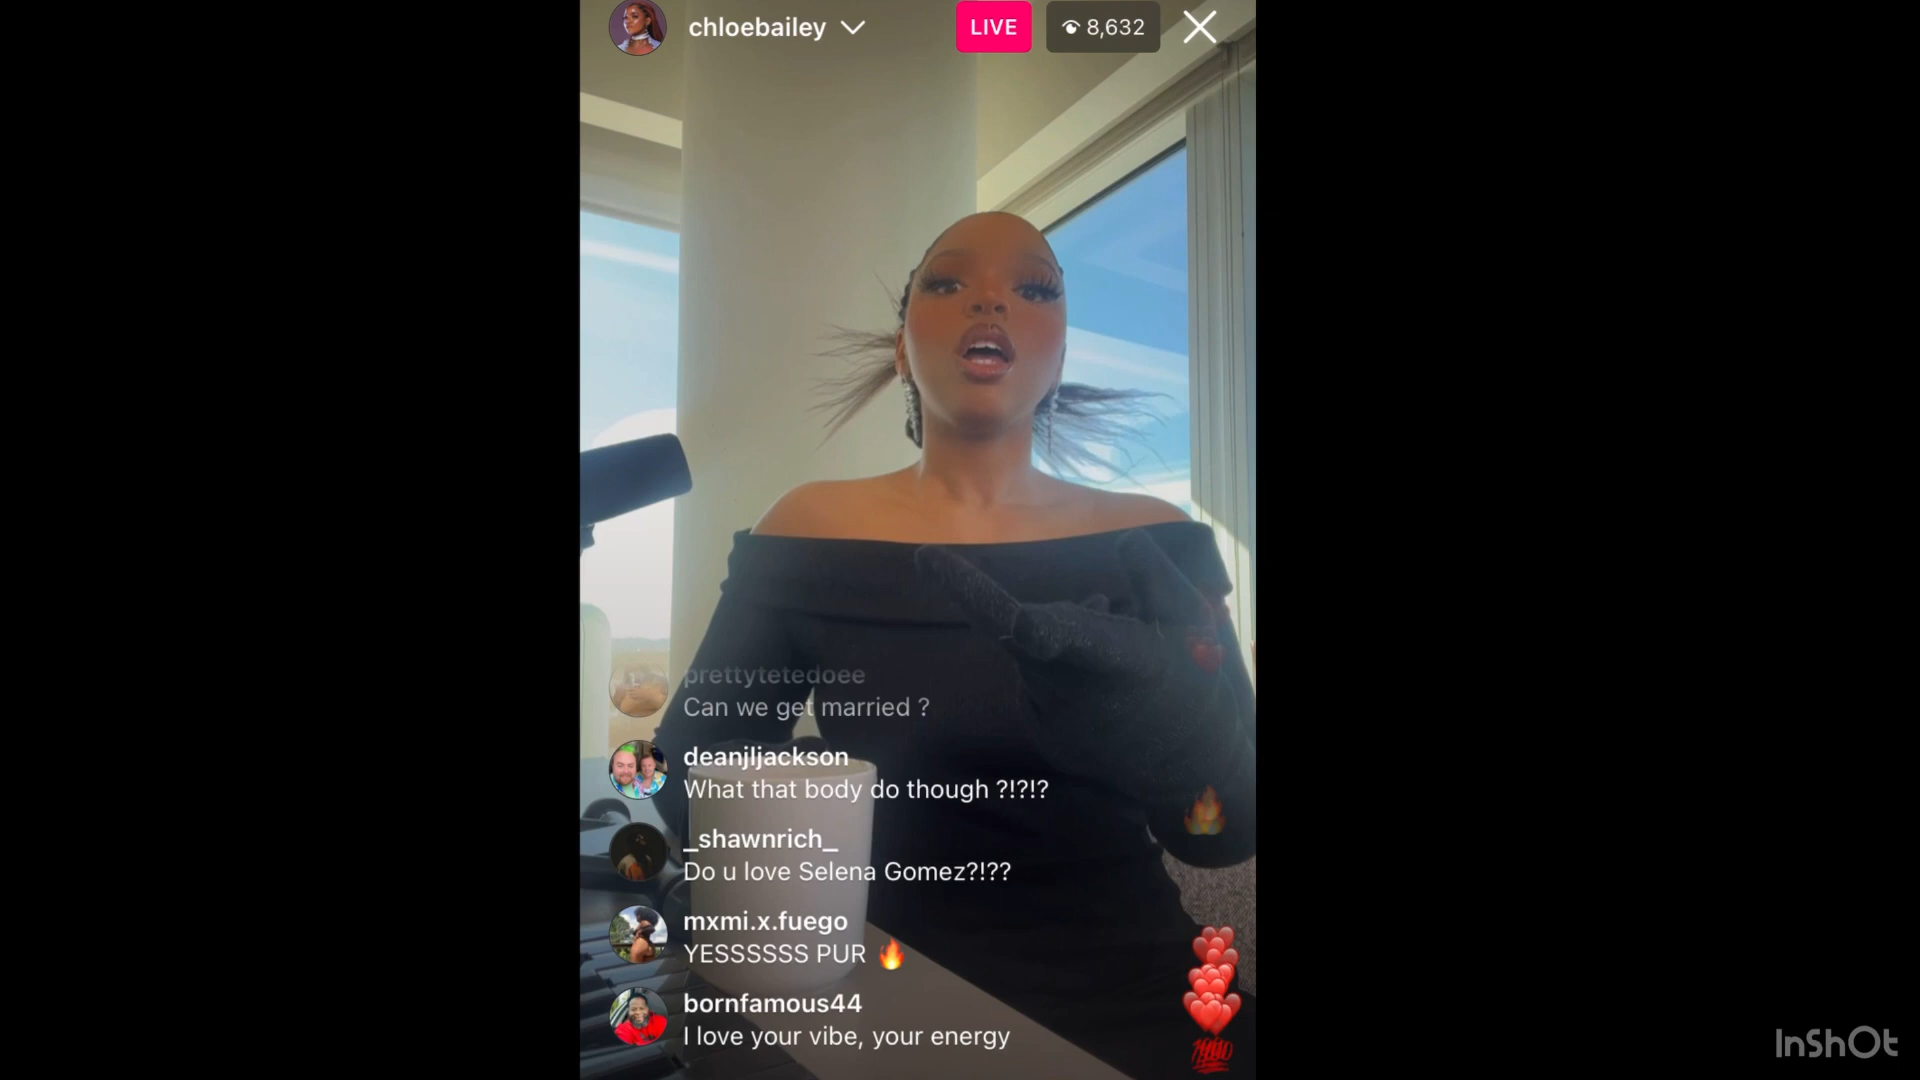 chloebailey
LIVE
8,632
prettytetedoee
Can we get married ?
deanjljackson
What that body do though ?!?!?
_shawnrich_
Do u love Selena Gomez?!??
mxmi.x.fuego
YESSSSSS PUR 🔥
bornfamous44
I love your vibe, your energy
InShOt